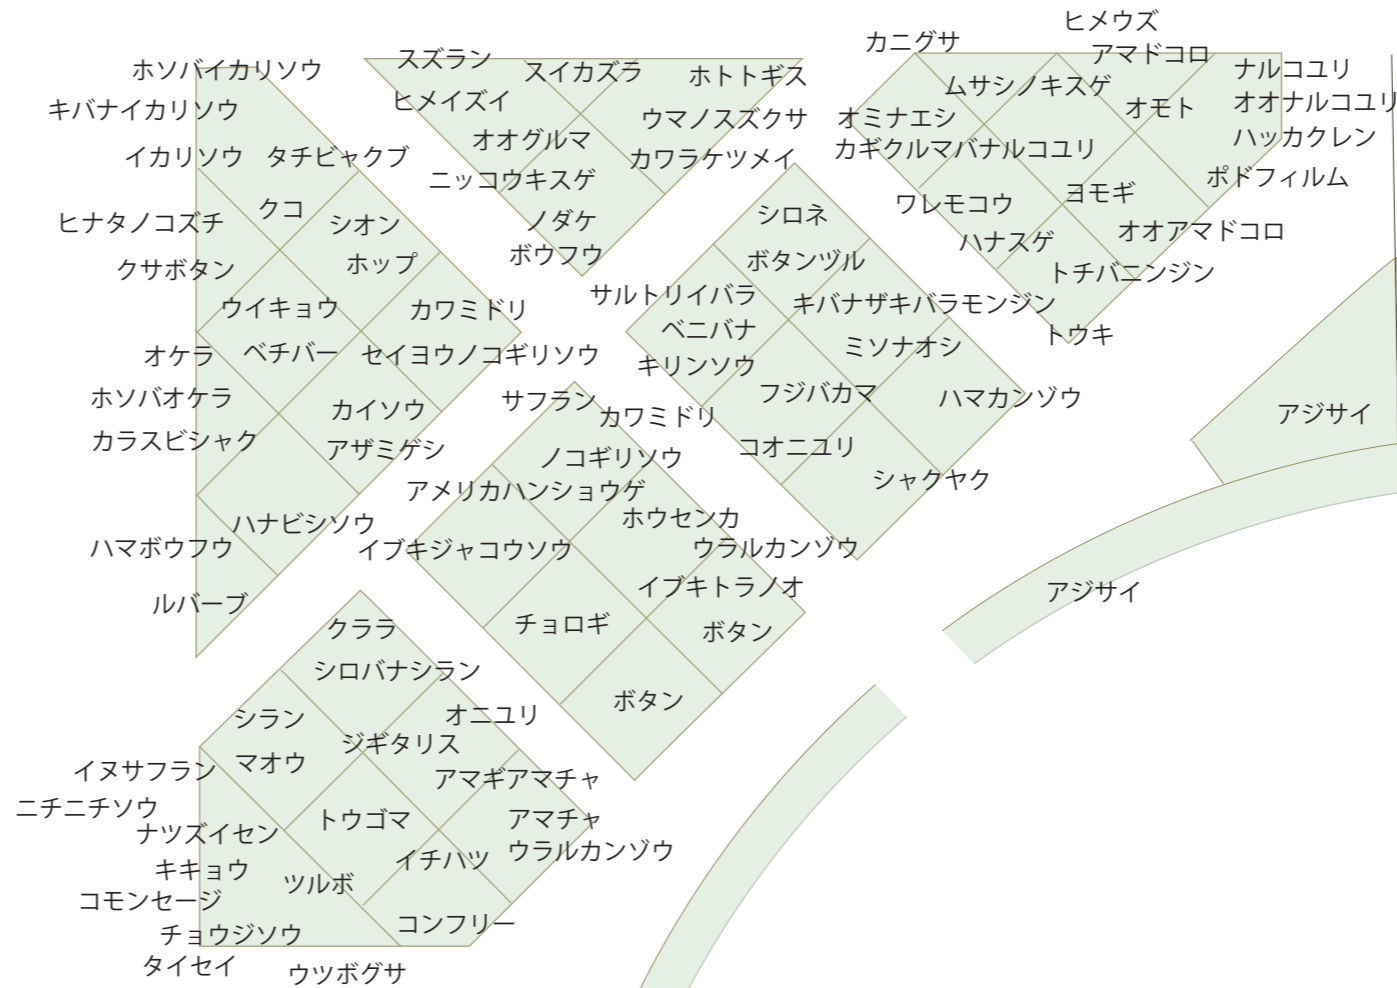 ホソバイカリソウ
キバナイカリソウ
イカリソウ
タチビャクブ
ヒナタノコズチ
クコ
シオン
クサボタン
ホップ
ウイキョウ
カワミドリ
オケラ
ベチバー
セイヨウノコギリソウ
ホソバオケラ
カイソウ
カラスビシャク
アザミゲシ
ハナビシソウ
ハマボウフウ
ルバーブ
スズラン
スイカズラ
ホトトギス
ヒメイズイ
ウマノスズクサ
オオグルマ
カワラケツメイ
ニッコウキスゲ
ノダケ
ボウフウ
カニグサ
ヒメウズ
アマドコロ
ナルコユリ
ムサシノキスゲ
オモト
オオナルコユリ
オミナエシ
ハッカクレン
カギクルマバナルコユリ
ポドフィルム
ワレモコウ
ヨモギ
ハナスゲ
オオアマドコロ
トチバニンジン
トウキ
シロネ
ボタンヅル
サルトリイバラ
キバナザキバラモンジン
ベニバナ
ミソナオシ
キリンソウ
フジバカマ
ハマカンゾウ
コオニユリ
シャクヤク
サフラン
カワミドリ
ノコギリソウ
アメリカハンショウゲ
ホウセンカ
イブキジャコウソウ
ウラルカンゾウ
イブキトラノオ
チョロギ
ボタン
ボタン
アジサイ
アジサイ
クララ
シロバナシラン
シラン
オニユリ
ジギタリス
マオウ
イヌサフラン
アマギアマチャ
ニチニチソウ
トウゴマ
アマチャ
ナツズイセン
ウラルカンゾウ
イチハツ
キキョウ
ツルボ
コモンセージ
コンフリー
チョウジソウ
タイセイ
ウツボグサ